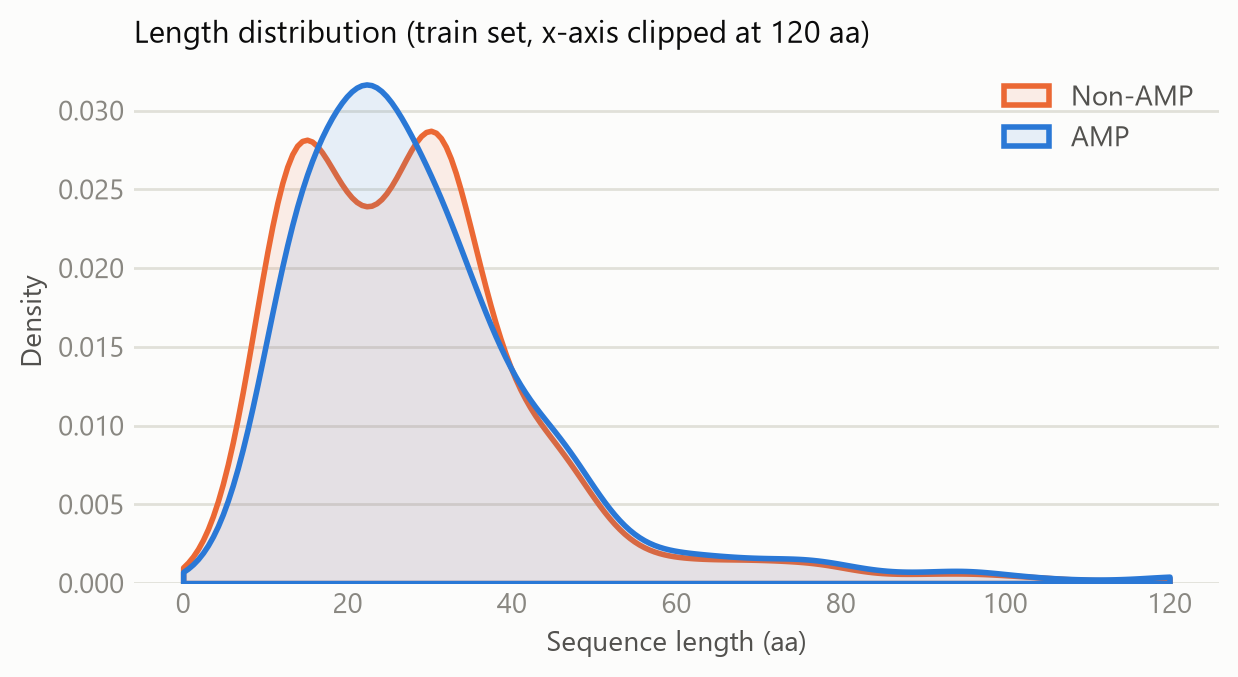 Length distribution (train set, x-axis clipped at 120 aa)
Non-AMP
AMP
0.030
0.025
0.020
0.015
0.010
0.005
0.000
Density
0 20 40 60 80 100 120
Sequence length (aa)